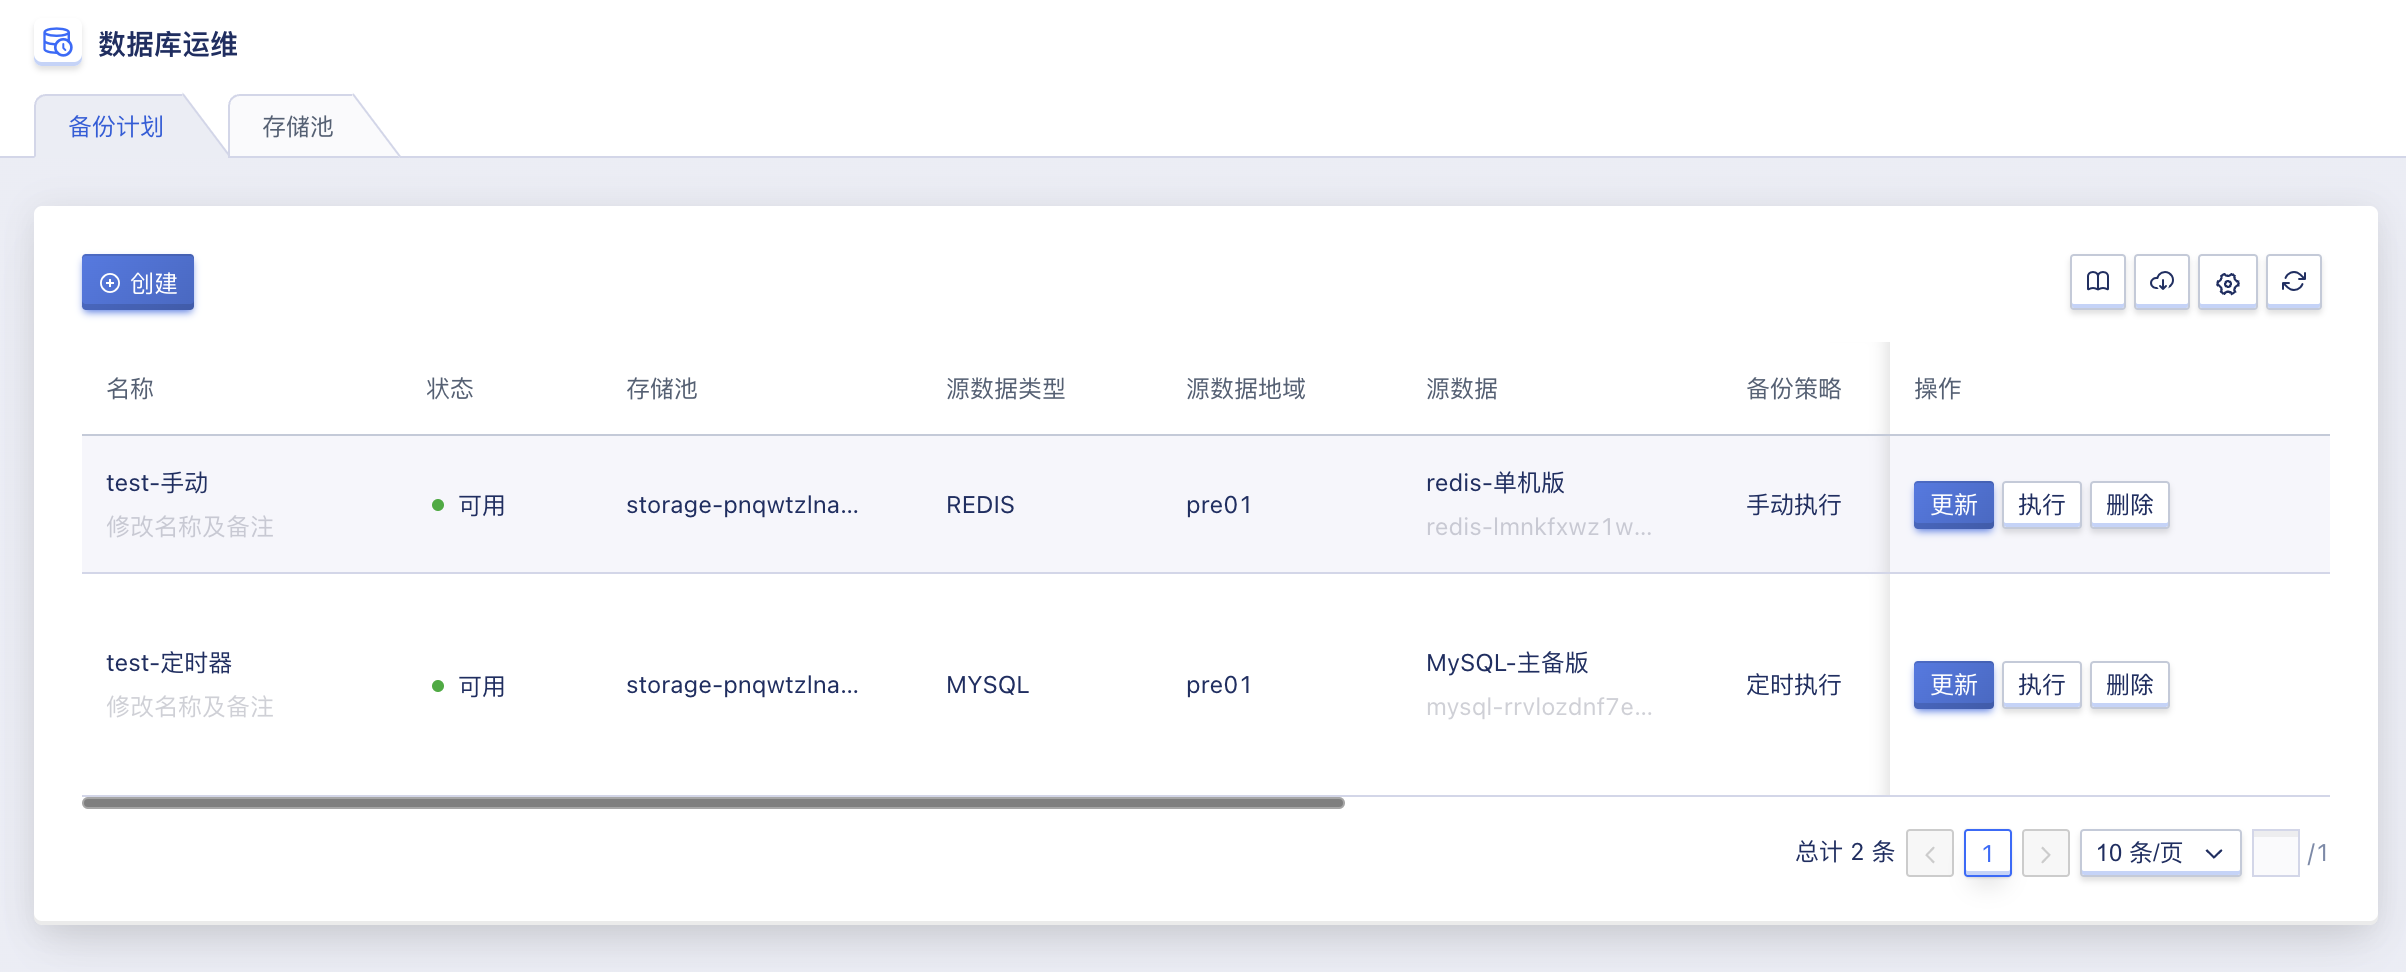 数据库运维
备份计划 存储池
创建
名称 状态 存储池 源数据类型 源数据地域 源数据 备份策略 操作
test-手动
修改名称及备注
可用
storage-pnqwtzlna...
REDIS
pre01
redis-单机版
redis-lmnkfxwz1w...
手动执行
更新 执行 删除
test-定时器
修改名称及备注
可用
storage-pnqwtzlna...
MYSQL
pre01
MySQL-主备版
mysql-rrvlozdnf7e...
定时执行
更新 执行 删除
总计 2 条 1 10 条/页 /1